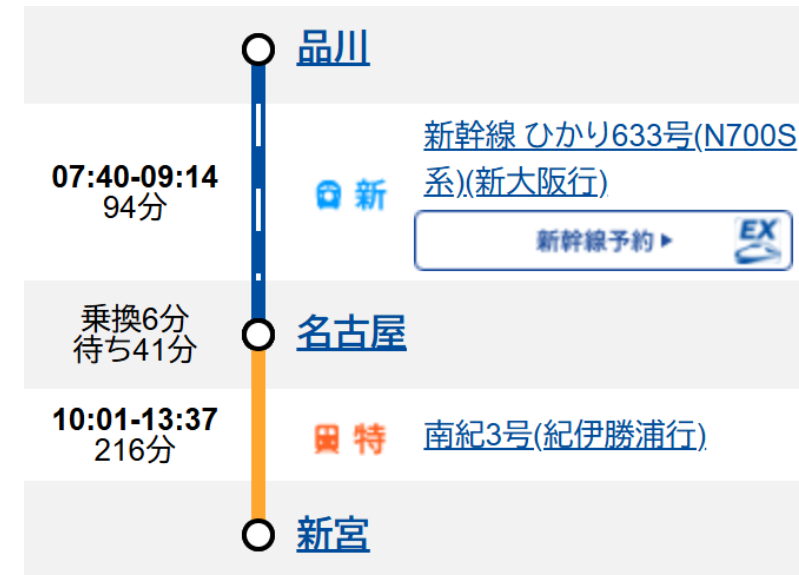 品川
07:40-09:14
94分
新
新幹線 ひかり633号(N700S
系)(新大阪行)
新幹線予約▶
EX
乗換6分
待ち41分
名古屋
10:01-13:37
216分
特
南紀3号(紀伊勝浦行)
新宮